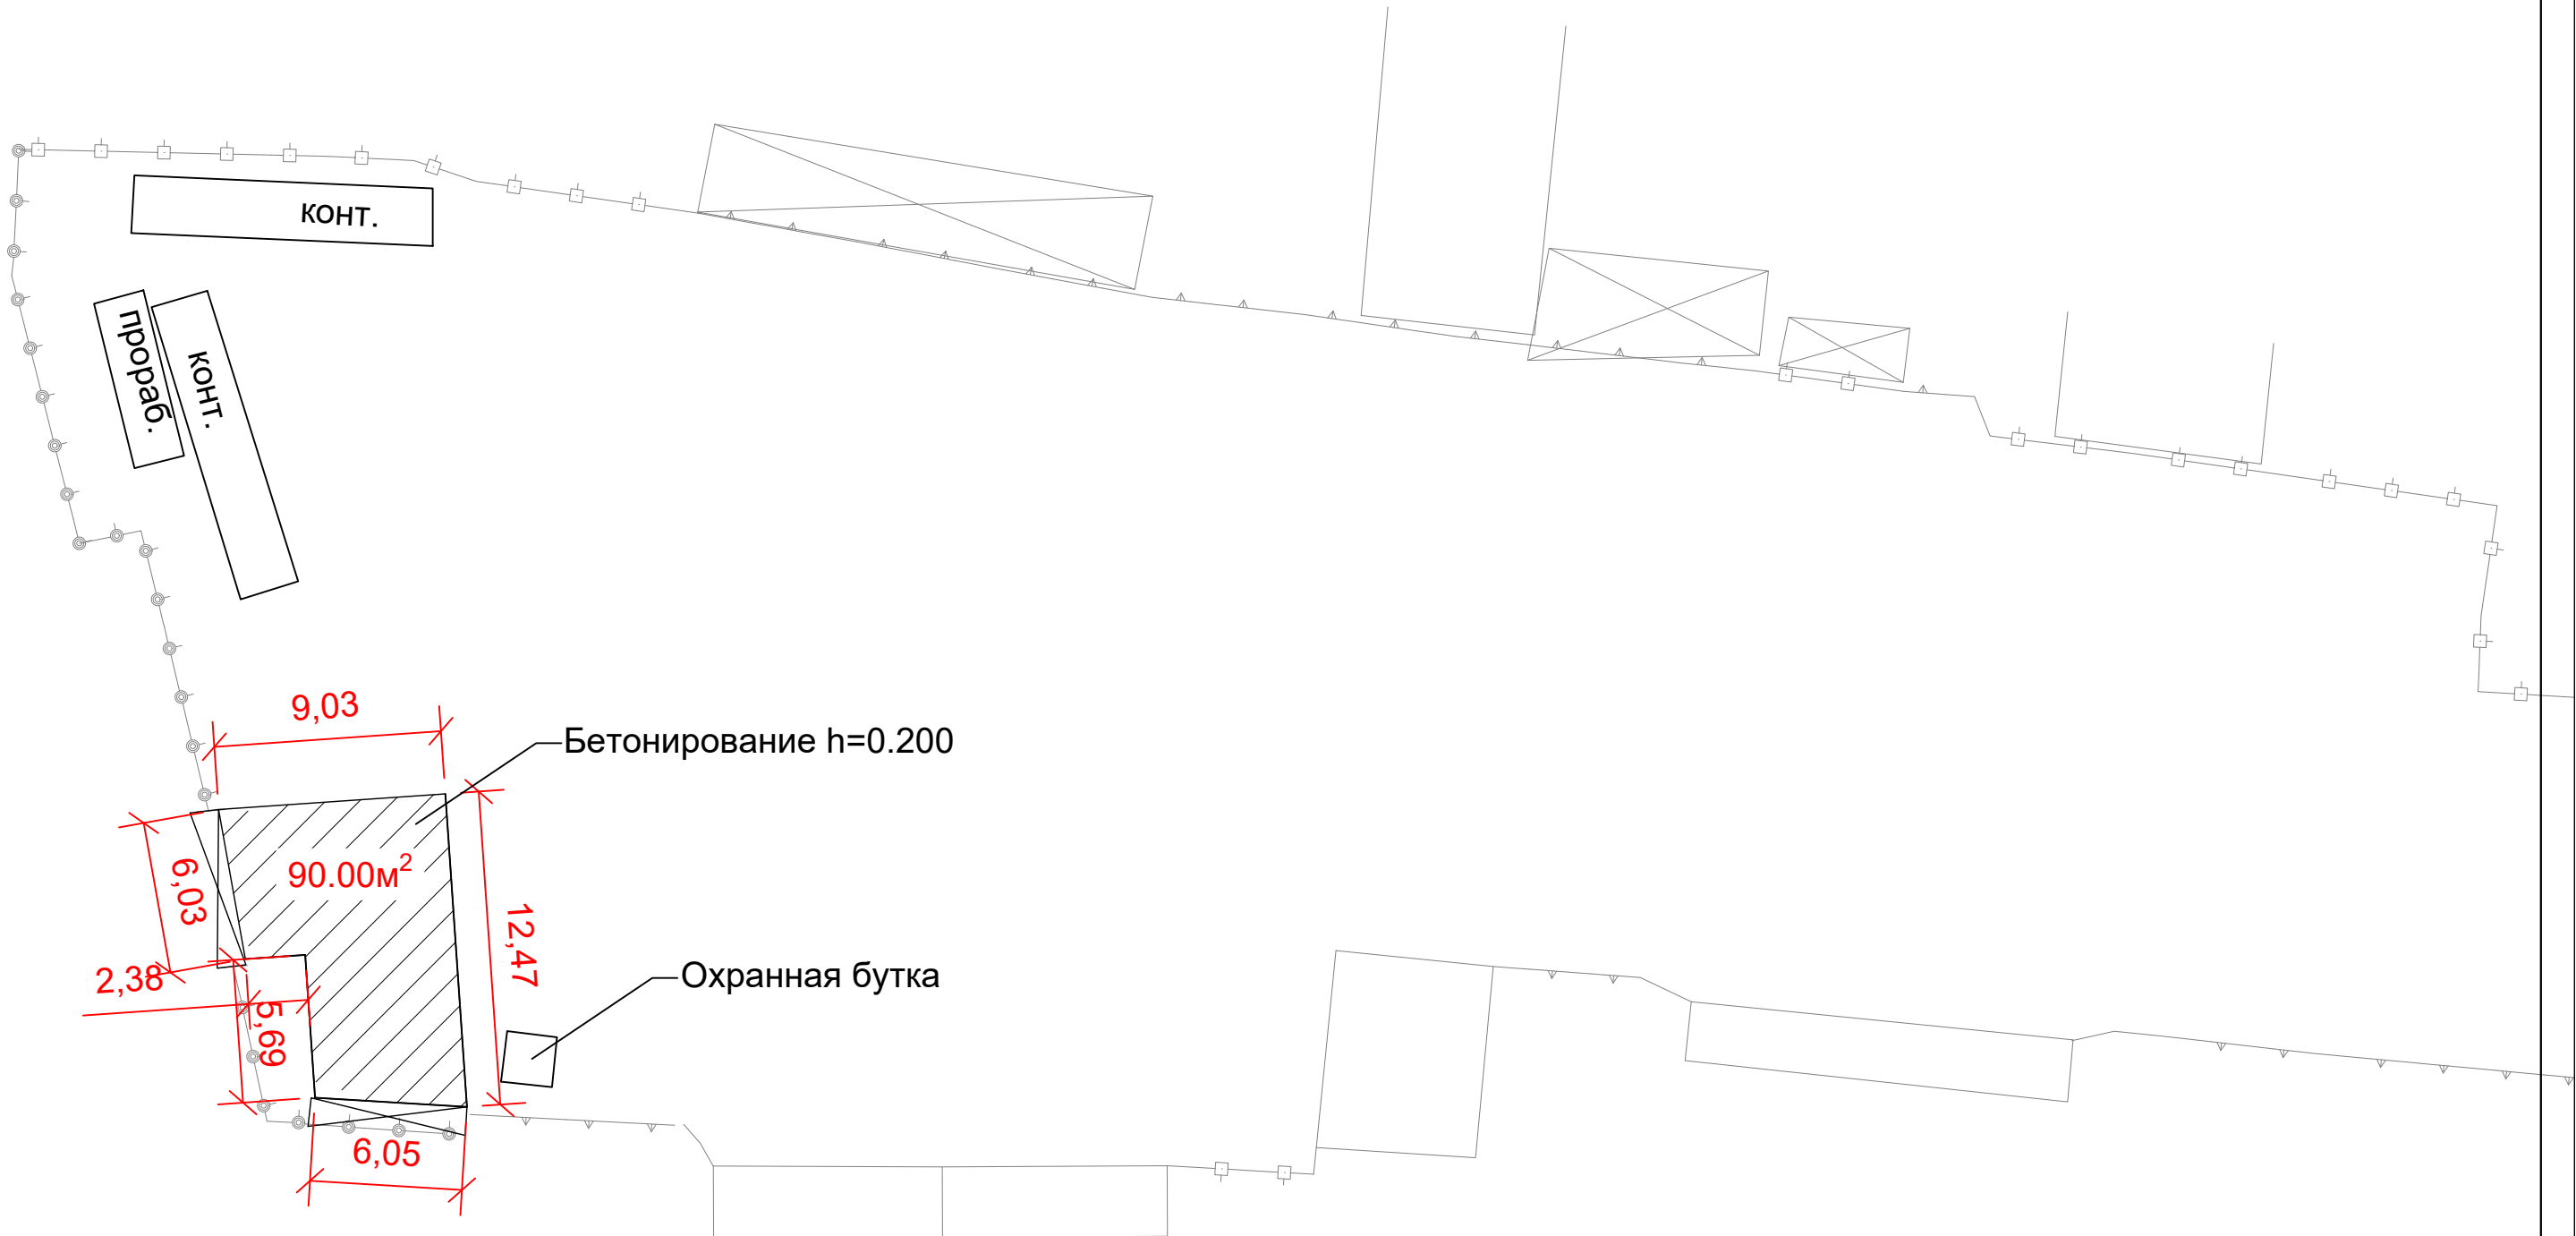 конт.
прораб.
конт.
9,03
Бетонирование h=0.200
6,03
90.00м²
12,47
2,38
5,69
Охранная бутка
6,05